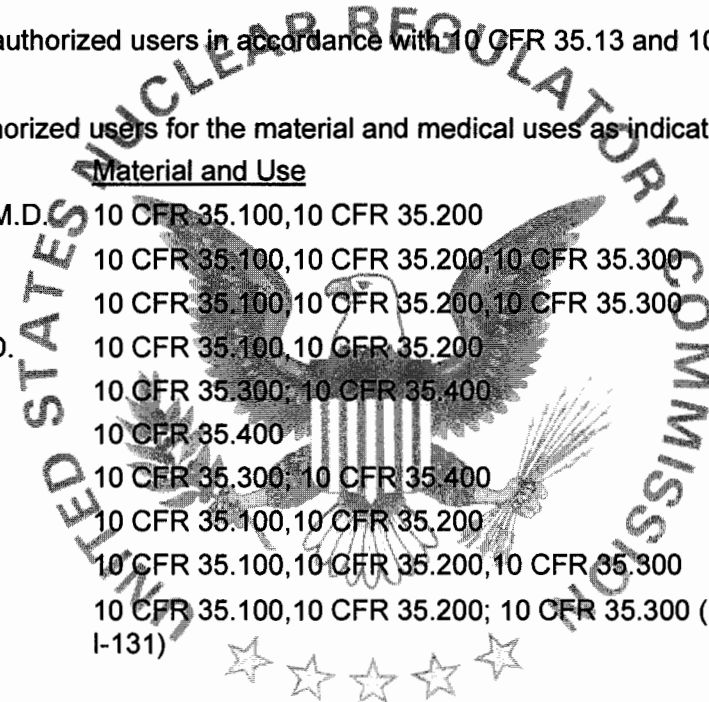 authorized users in accordance with 10 CFR 35.13 and 10
horized users for the material and medical uses as indicat
Material and Use
M.D. 10 CFR 35.100,10 CFR 35.200
10 CFR 35.100,10 CFR 35.200,10 CFR 35.300
10 CFR 35.100,10 CFR 35.200,10 CFR 35.300
D. 10 CFR 35.100,10 CFR 35.200
10 CFR 35.300; 10 CFR 35.400
10 CFR 35.400
10 CFR 35.300; 10 CFR 35.400
10 CFR 35.100,10 CFR 35.200
10 CFR 35.100,10 CFR 35.200,10 CFR 35.300
10 CFR 35.100,10 CFR 35.200; 10 CFR 35.300 (
I-131)
UNITED STATES NUCLEAR REGULATORY COMMISSION